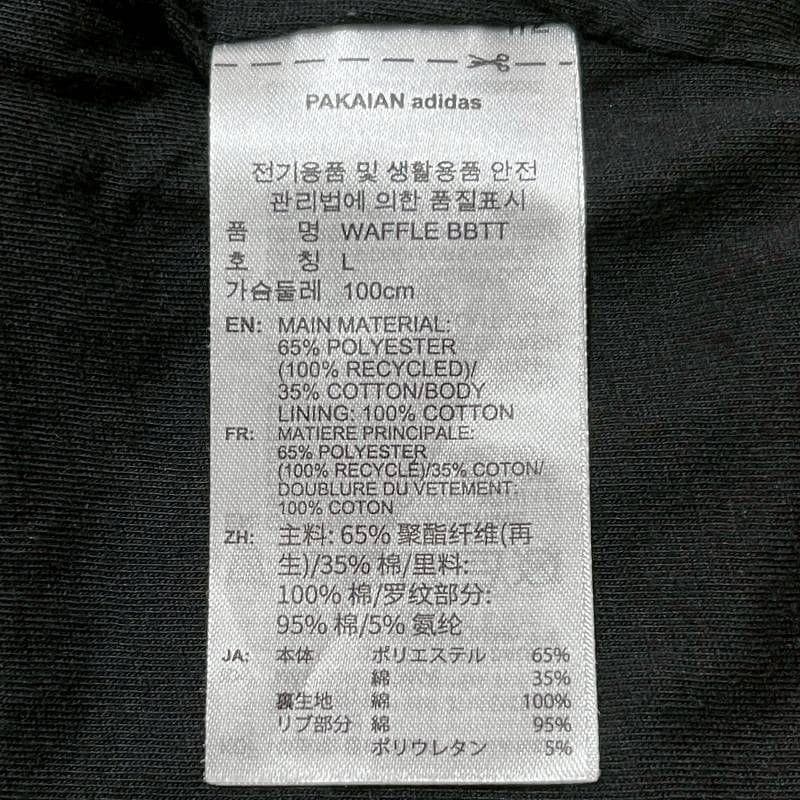 PAKAIAN adidas
전기용품 및 생활용품 안전
관리법에 의한 품질표시
품 명 WAFFLE BBTT
호 칭 L
가슴둘레 100cm
EN: MAIN MATERIAL:
65% POLYESTER
(100% RECYCLED)/
35% COTTON/BODY
LINING: 100% COTTON
FR: MATIERE PRINCIPALE:
65% POLYESTER
(100% RECYCLÉ)/35% COTON/
DOUBLURE DU VETEMENT:
100% COTON
ZH: 主料: 65% 聚酯纤维(再
生)/35% 棉/里料:
100% 棉/罗纹部分:
95% 棉/5% 氨纶
JA: 本体 ポリエステル 65%
綿 35%
裏生地 綿 100%
リブ部分 綿 95%
ポリウレタン 5%